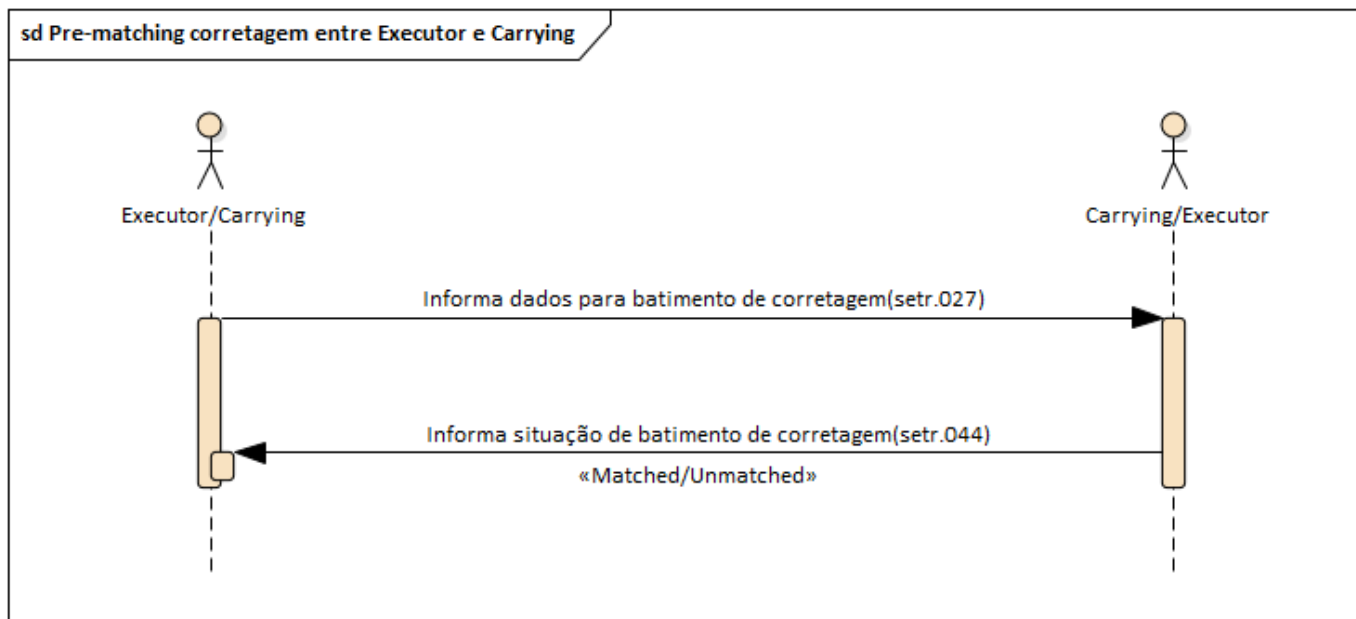 sd Pre-matching corretagem entre Executor e Carrying
Executor/Carrying
Carrying/Executor
Informa dados para batimento de corretagem(setr.027)
Informa situação de batimento de corretagem(setr.044)
«Matched/Unmatched»